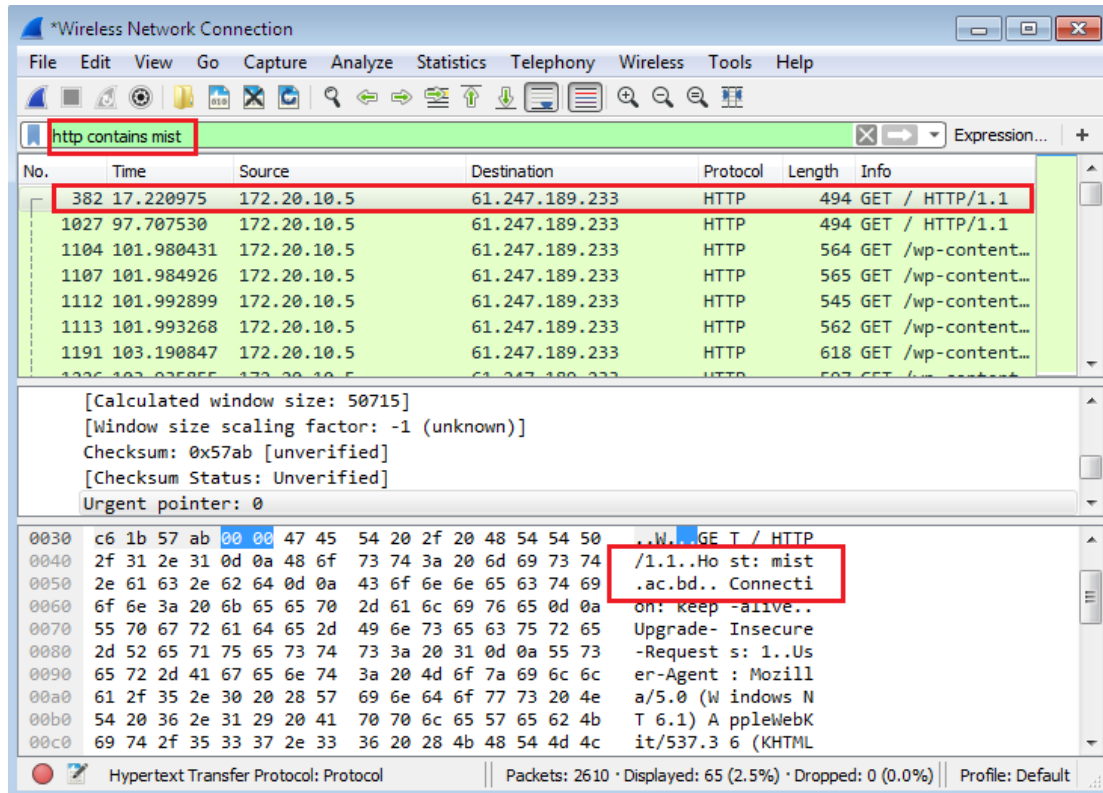 *Wireless Network Connection
File Edit View Go Capture Analyze Statistics Telephony Wireless Tools Help
http contains mist Expression... +
No. Time Source Destination Protocol Length Info
382 17.220975 172.20.10.5 61.247.189.233 HTTP 494 GET / HTTP/1.1
1027 97.707530 172.20.10.5 61.247.189.233 HTTP 494 GET / HTTP/1.1
1104 101.980431 172.20.10.5 61.247.189.233 HTTP 564 GET /wp-content…
1107 101.984926 172.20.10.5 61.247.189.233 HTTP 565 GET /wp-content…
1112 101.992899 172.20.10.5 61.247.189.233 HTTP 545 GET /wp-content…
1113 101.993268 172.20.10.5 61.247.189.233 HTTP 562 GET /wp-content…
1191 103.190847 172.20.10.5 61.247.189.233 HTTP 618 GET /wp-content…
[Calculated window size: 50715]
[Window size scaling factor: -1 (unknown)]
Checksum: 0x57ab [unverified]
[Checksum Status: Unverified]
Urgent pointer: 0
0030 c6 1b 57 ab 00 00 47 45 54 20 2f 20 48 54 54 50 ..W...GE T / HTTP
0040 2f 31 2e 31 0d 0a 48 6f 73 74 3a 20 6d 69 73 74 /1.1..Ho st: mist
0050 2e 61 63 2e 62 64 0d 0a 43 6f 6e 6e 65 63 74 69 .ac.bd.. Connecti
0060 6f 6e 3a 20 6b 65 65 70 2d 61 6c 69 76 65 0d 0a on: keep -alive..
0070 55 70 67 72 61 64 65 2d 49 6e 73 65 63 75 72 65 Upgrade- Insecure
0080 2d 52 65 71 75 65 73 74 73 3a 20 31 0d 0a 55 73 -Request s: 1..Us
0090 65 72 2d 41 67 65 6e 74 3a 20 4d 6f 7a 69 6c 6c er-Agent : Mozill
00a0 61 2f 35 2e 30 20 28 57 69 6e 64 6f 77 73 20 4e a/5.0 (W indows N
00b0 54 20 36 2e 31 29 20 41 70 70 6c 65 57 65 62 4b T 6.1) A ppleWebK
00c0 69 74 2f 35 33 37 2e 33 36 20 28 4b 48 54 4d 4c it/537.3 6 (KHTML
Hypertext Transfer Protocol: Protocol Packets: 2610 · Displayed: 65 (2.5%) · Dropped: 0 (0.0%) Profile: Default